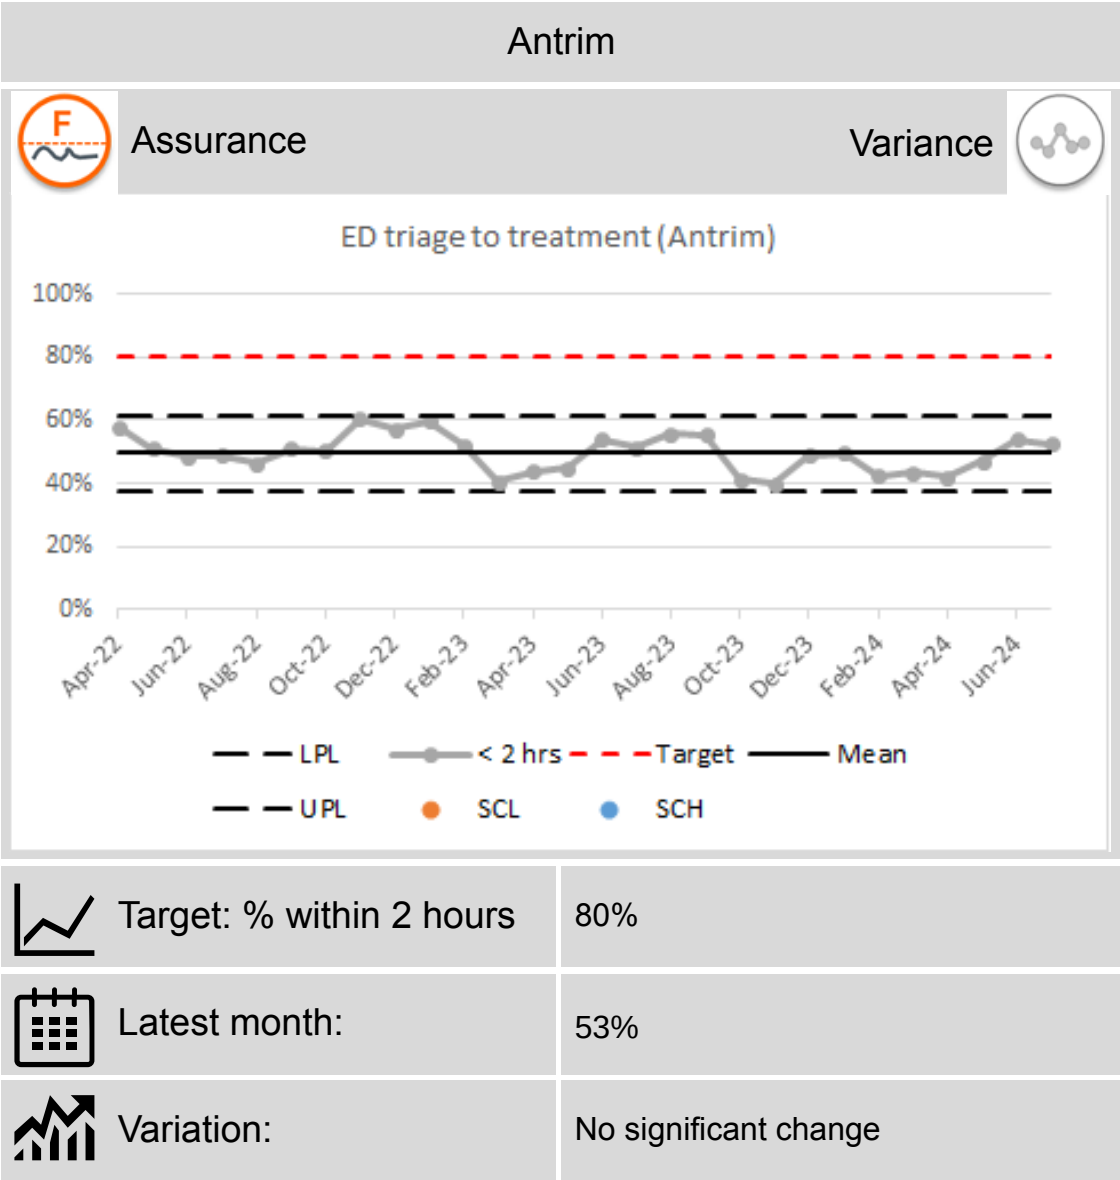 Antrim
F
Assurance
Variance
ED triage to treatment (Antrim)
100%
80%
60%
40%
20%
0%
Apr-22
Jun-22
Aug-22
Oct-22
Dec-22
Feb-23
Apr-23
Jun-23
Aug-23
Oct-23
Dec-23
Feb-24
Apr-24
Jun-24
LPL
< 2 hrs
Target
Mean
UPL
SCL
SCH
Target: % within 2 hours
80%
Latest month:
53%
Variation:
No significant change